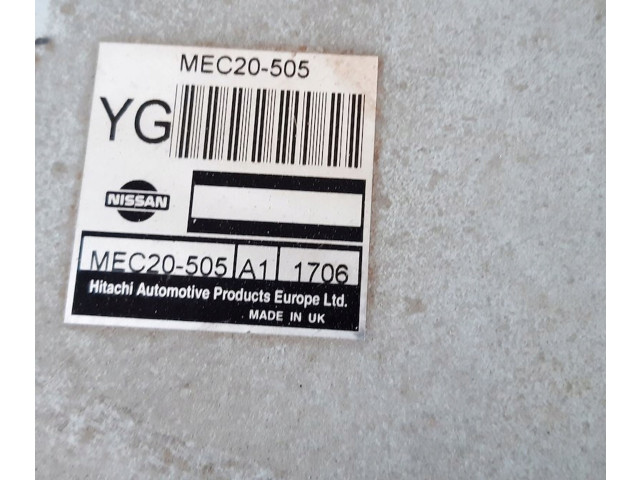 MEC20-505
YG
NISSAN
MEC20-505 A1 1706
Hitachi Automotive Products Europe Ltd.
MADE IN UK